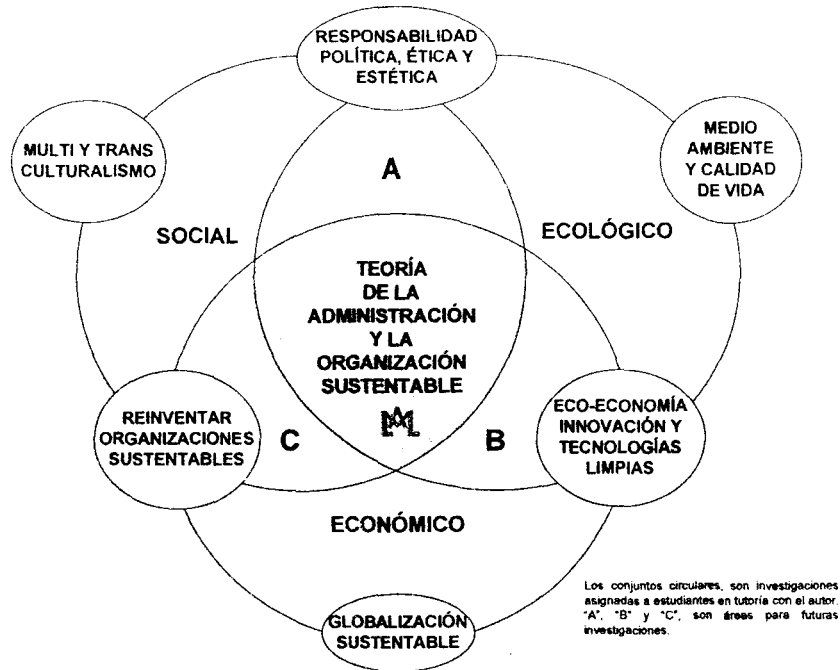 RESPONSABILIDAD
POLÍTICA, ÉTICA Y
ESTÉTICA
MULTI Y TRANS
CULTURALISMO
MEDIO
AMBIENTE
Y CALIDAD
DE VIDA
A
SOCIAL
ECOLÓGICO
TEORÍA
DE LA
ADMINISTRACIÓN
Y LA
ORGANIZACIÓN
SUSTENTABLE
REINVENTAR
ORGANIZACIONES
SUSTENTABLES
C
B
ECO-ECONOMÍA
INNOVACIÓN Y
TECNOLOGÍAS
LIMPIAS
ECONÓMICO
GLOBALIZACIÓN
SUSTENTABLE
Los conjuntos circulares, son investigaciones
asignadas a estudiantes en tutoría con el autor.
"A", "B" y "C", son áreas para futuras
investigaciones.